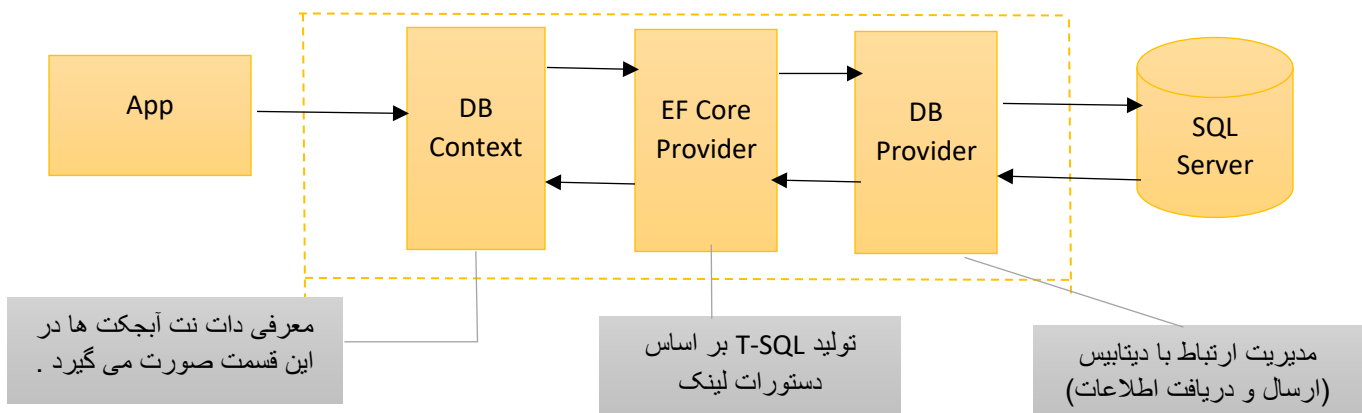 App
DB
Context
EF Core
Provider
DB
Provider
SQL
Server
معرفی دات نت آبجکت ها در
این قسمت صورت می گیرد .
تولید T-SQL بر اساس
دستورات لینک
مدیریت ارتباط با دیتابیس
(ارسال و دریافت اطلاعات)